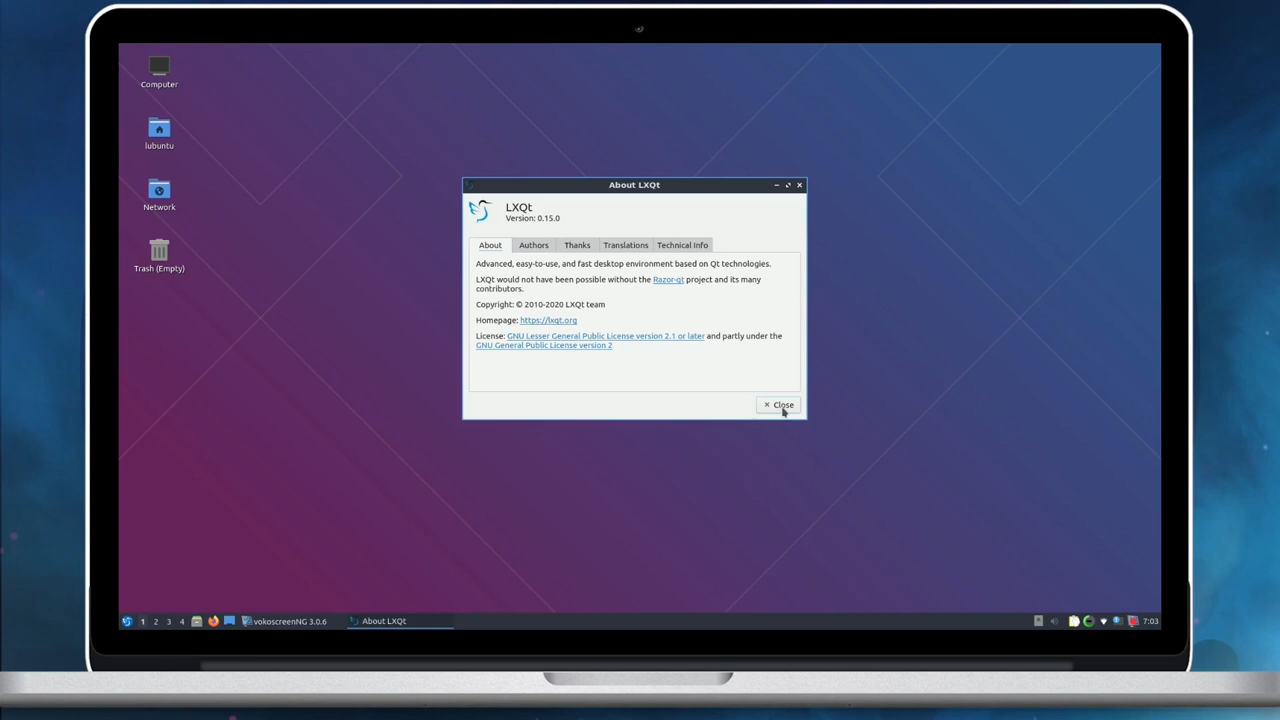 Computer
lubuntu
Network
Trash (Empty)
About LXQt
LXQt
Version: 0.15.0
About Authors Thanks Translations Technical Info
Advanced, easy-to-use, and fast desktop environment based on Qt technologies.
LXQt would not have been possible without the Razor-qt project and its many
contributors.
Copyright: © 2010-2020 LXQt team
Homepage: https://lxqt.org
License: GNU Lesser General Public License version 2.1 or later and partly under the
GNU General Public License version 2
Close
1 2 3 4 vokoscreenNG 3.0.6 About LXQt 7:03